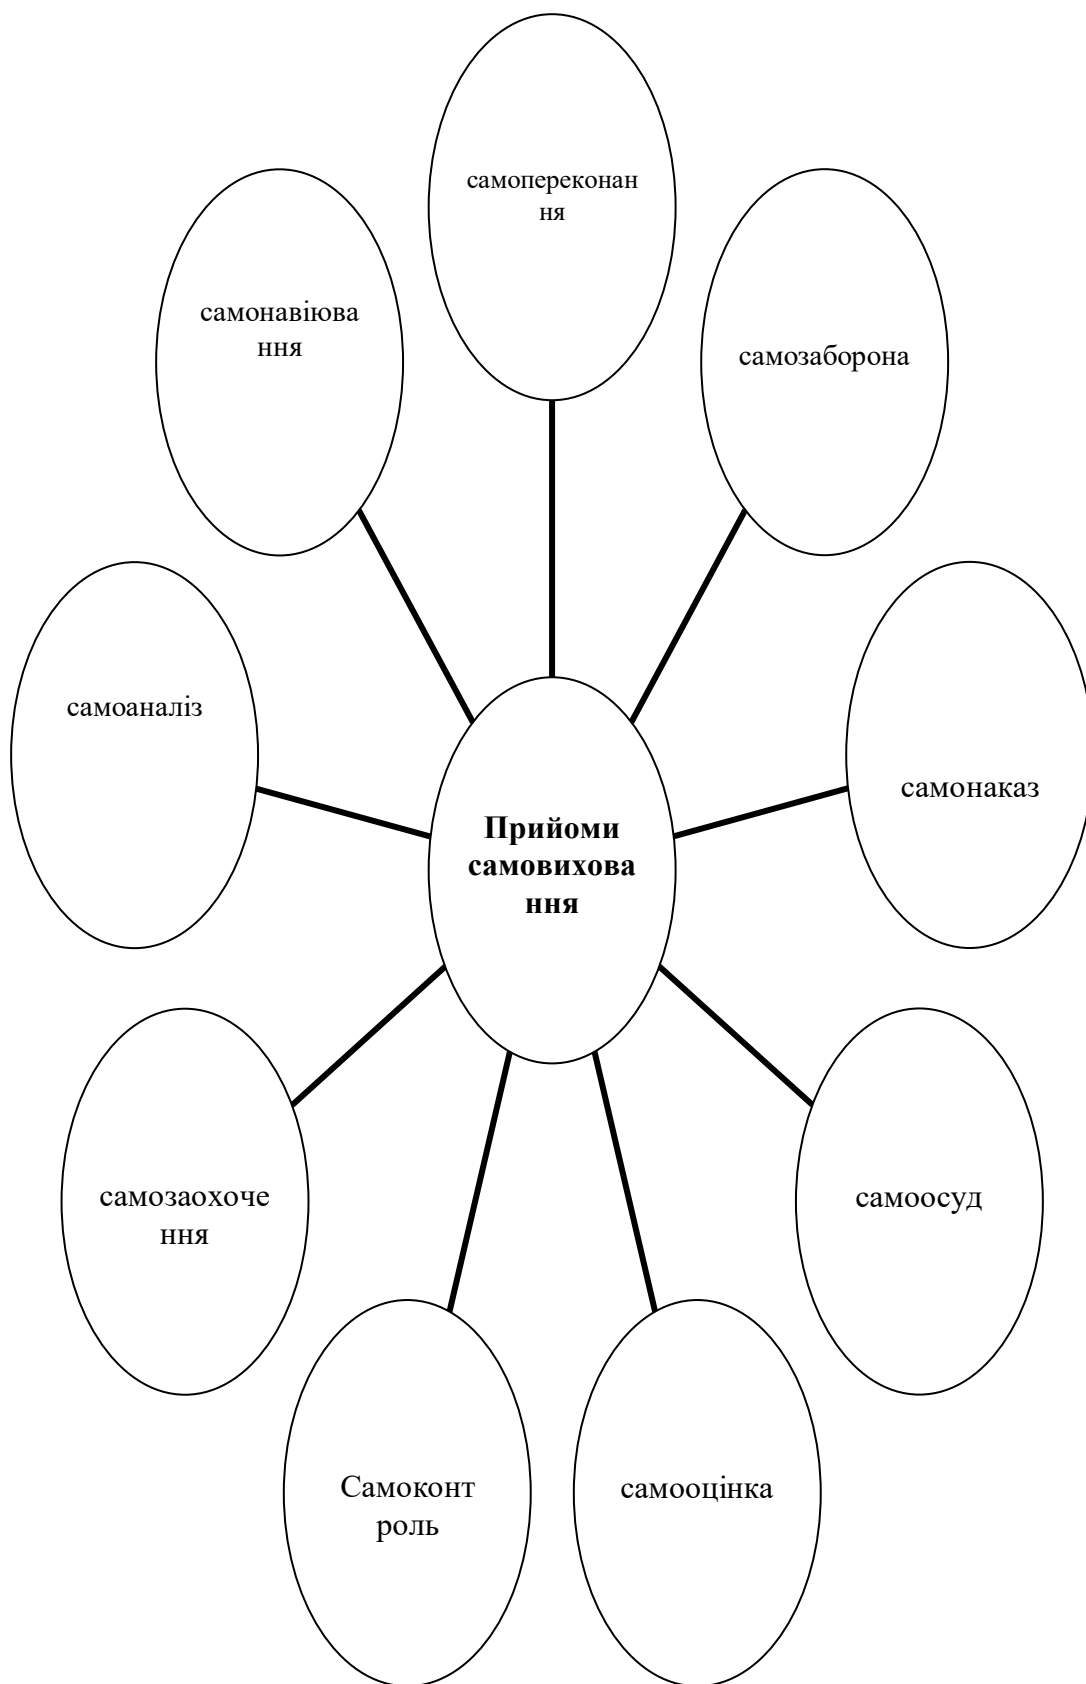 самопереконан
ня
самонавіюва
ння
самозаборона
самоаналіз
самонаказ
Прийоми
самовихова
ння
самозаохоче
ння
самоосуд
Самоконт
роль
самооцінка